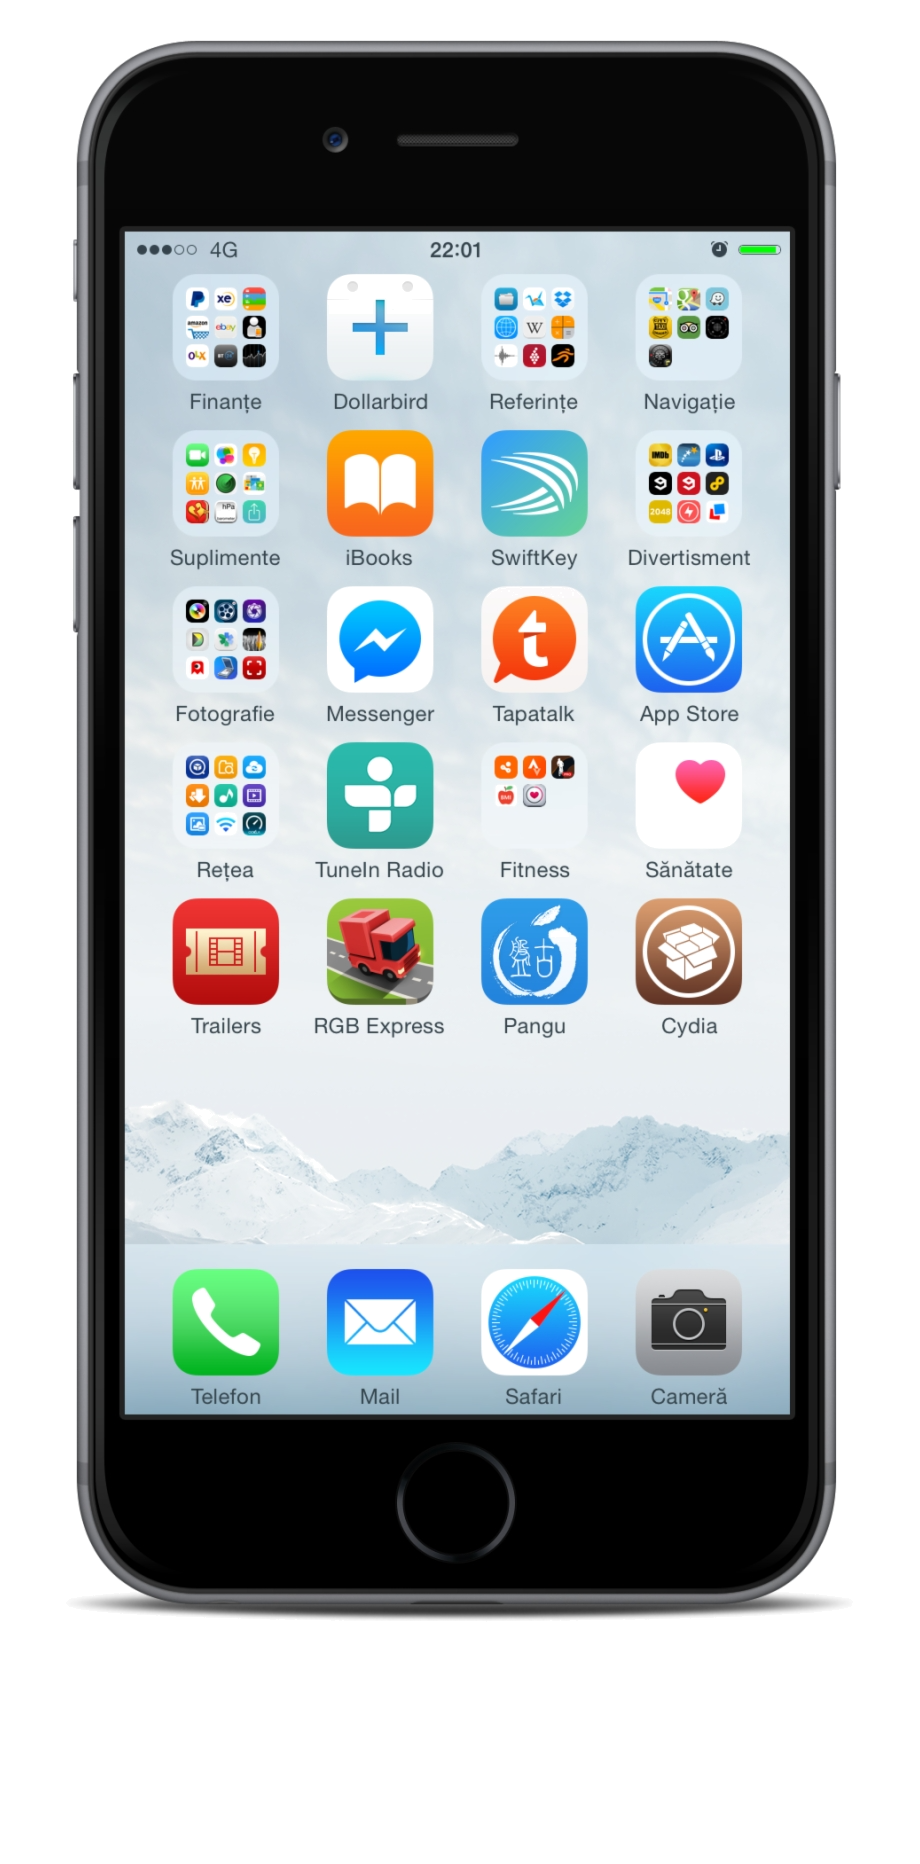 4G 22:01
Finanțe Dollarbird Referințe Navigație
Suplimente iBooks SwiftKey Divertisment
Fotografie Messenger Tapatalk App Store
Rețea TuneIn Radio Fitness Sănătate
Trailers RGB Express Pangu Cydia
Telefon Mail Safari Cameră